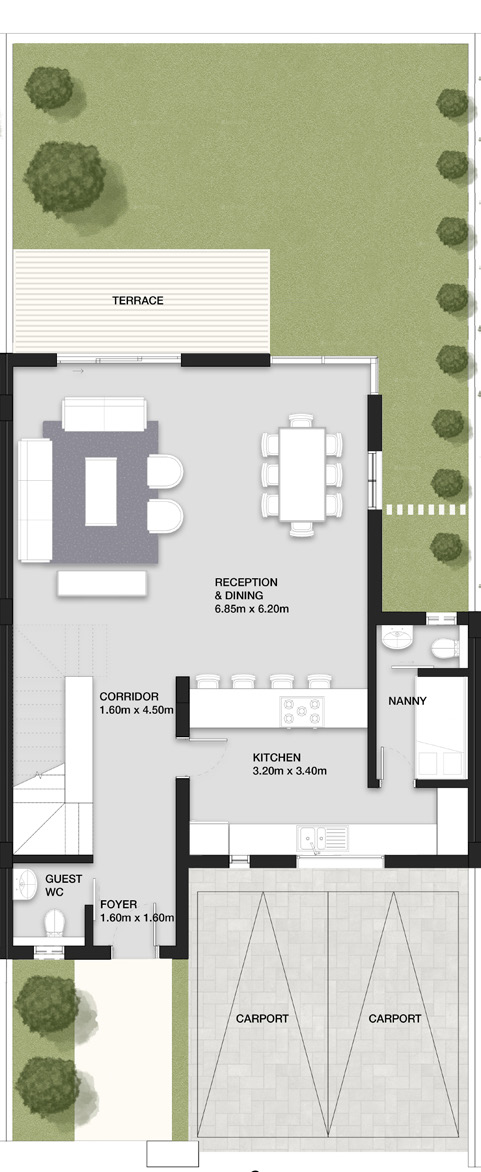 TERRACE
RECEPTION
& DINING
6.85m x 6.20m
CORRIDOR
1.60m x 4.50m
NANNY
KITCHEN
3.20m x 3.40m
GUEST
WC
FOYER
1.60m x 1.60m
CARPORT
CARPORT